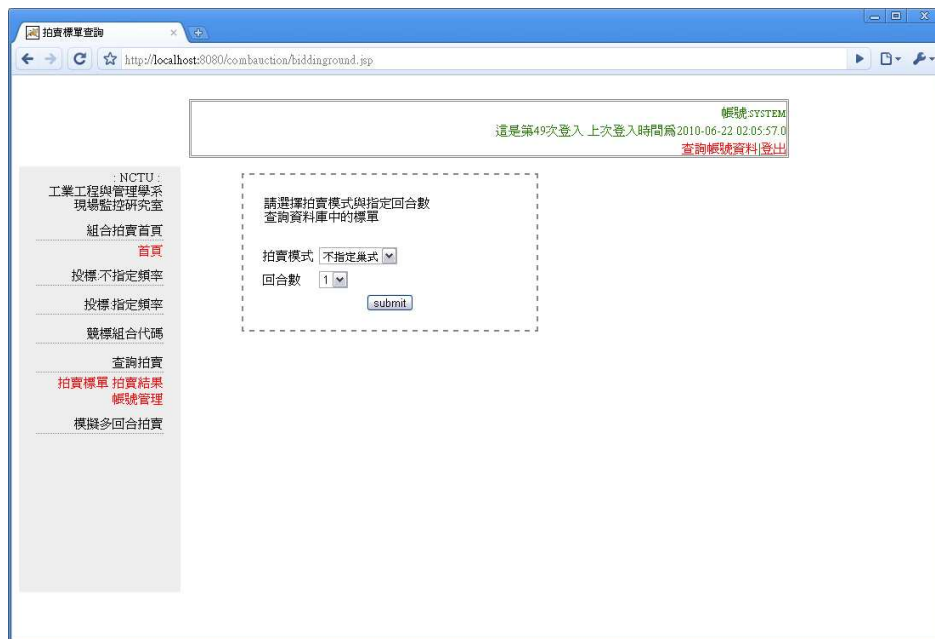 拍賣標單查詢
http://localhost:8080/combauction/biddinground.jsp
帳號:SYSTEM
這是第49次登入 上次登入時間爲2010-06-22 02:05:57.0
查詢帳號資料|登出
: NCTU :
工業工程與管理學系
現場監控研究室
組合拍賣首頁
首頁
投標:不指定頻率
投標:指定頻率
競標組合代碼
查詢拍賣
拍賣標單 拍賣結果
帳號管理
模擬多回合拍賣
請選擇拍賣模式與指定回合數
查詢資料庫中的標單
拍賣模式 不指定巢式
回合數 1
submit